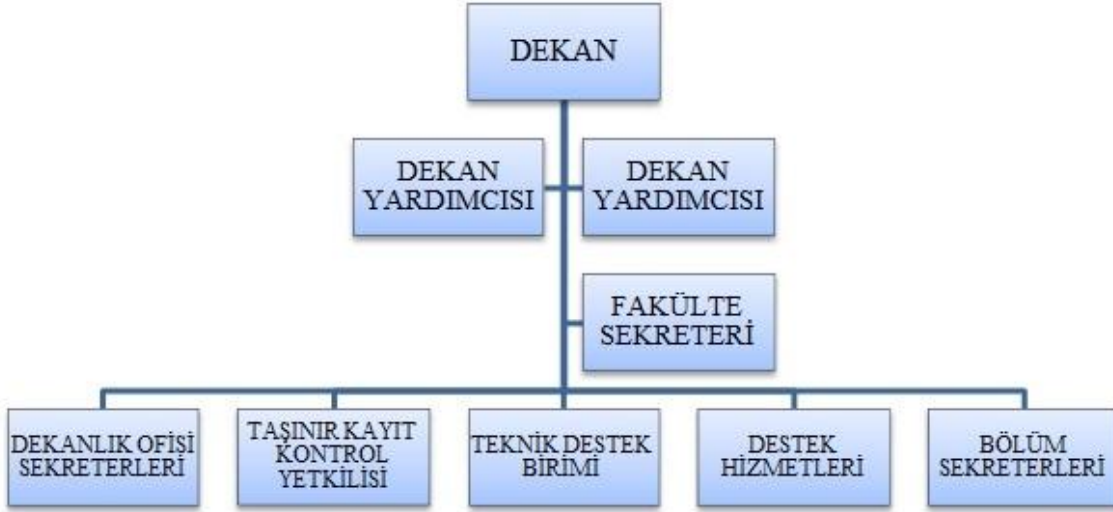 DEKAN
DEKAN
YARDIMCISI
DEKAN
YARDIMCISI
FAKÜLTE
SEKRETERİ
DEKANLIK OFİSİ
SEKRETERLERİ
TAŞINIR KAYIT
KONTROL
YETKİLİSİ
TEKNİK DESTEK
BİRİMİ
DESTEK
HİZMETLERİ
BÖLÜM
SEKRETERLERİ